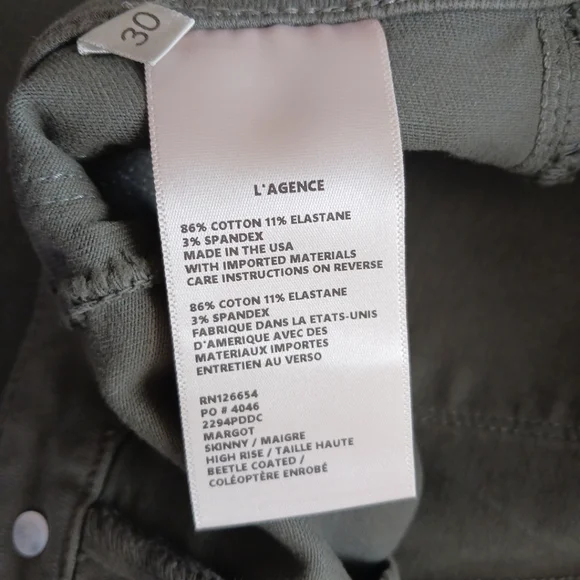 30
L'AGENCE
86% COTTON 11% ELASTANE
3% SPANDEX
MADE IN THE USA
WITH IMPORTED MATERIALS
CARE INSTRUCTIONS ON REVERSE
86% COTON 11% ELASTANE
3% SPANDEX
FABRIQUE DANS LA ETATS-UNIS
D'AMERIQUE AVEC DES
MATERIAUX IMPORTES
ENTRETIEN AU VERSO
RN126654
PO # 4046
2294PDDC
MARGOT
SKINNY / MAIGRE
HIGH RISE / TAILLE HAUTE
BEETLE COATED /
COLÉOPTÈRE ENROBÉ